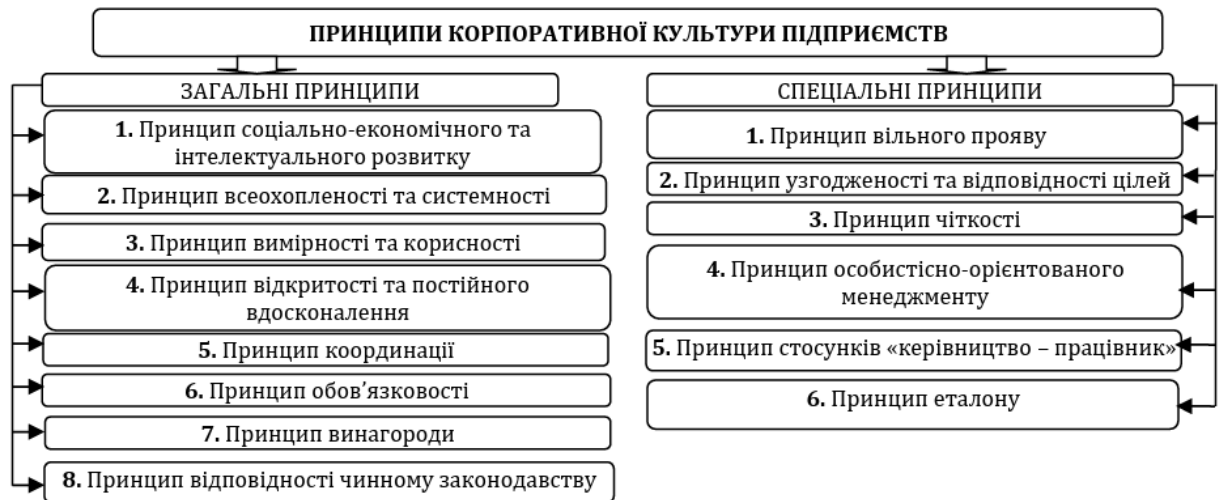 ПРИНЦИПИ КОРПОРАТИВНОЇ КУЛЬТУРИ ПІДПРИЄМСТВ
ЗАГАЛЬНІ ПРИНЦИПИ
1. Принцип соціально-економічного та
інтелектуального розвитку
2. Принцип всеохопленості та системності
3. Принцип вимірності та корисності
4. Принцип відкритості та постійного
вдосконалення
5. Принцип координації
6. Принцип обов’язковості
7. Принцип винагороди
8. Принцип відповідності чинному законодавству
СПЕЦІАЛЬНІ ПРИНЦИПИ
1. Принцип вільного прояву
2. Принцип узгодженості та відповідності цілей
3. Принцип чіткості
4. Принцип особистісно-орієнтованого
менеджменту
5. Принцип стосунків «керівництво – працівник»
6. Принцип еталону